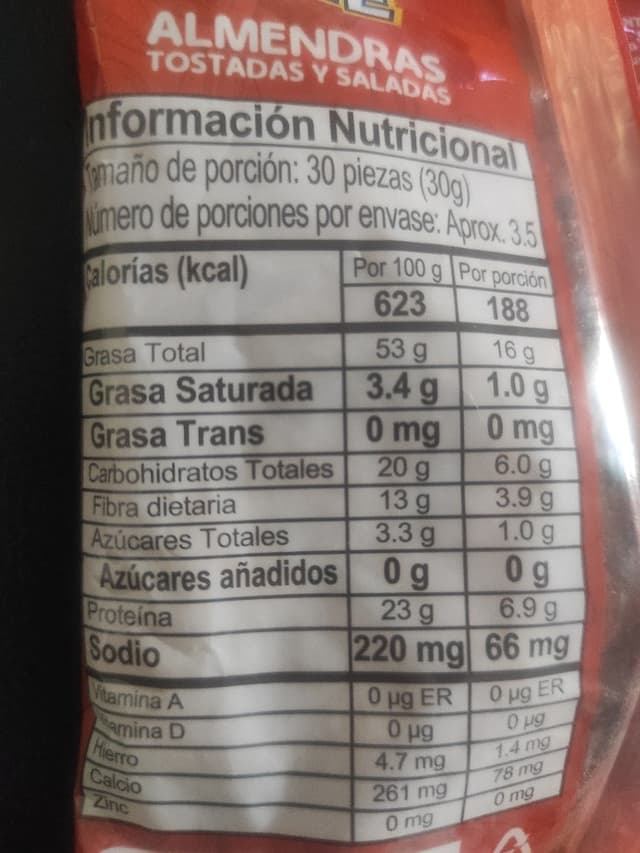 ALMENDRAS
TOSTADAS Y SALADAS
Información Nutricional
Tamaño de porción: 30 piezas (30g)
Número de porciones por envase: Aprox. 3.5
Calorías (kcal) Por 100 g Por porción
623 188
Grasa Total 53 g 16 g
Grasa Saturada 3.4 g 1.0 g
Grasa Trans 0 mg 0 mg
Carbohidratos Totales 20 g 6.0 g
Fibra dietaria 13 g 3.9 g
Azúcares Totales 3.3 g 1.0 g
Azúcares añadidos 0 g 0 g
Proteína 23 g 6.9 g
Sodio 220 mg 66 mg
Vitamina A 0 µg ER 0 µg ER
Vitamina D 0 µg 0 µg
Hierro 4.7 mg 1.4 mg
Calcio 261 mg 78 mg
Zinc 0 mg 0 mg